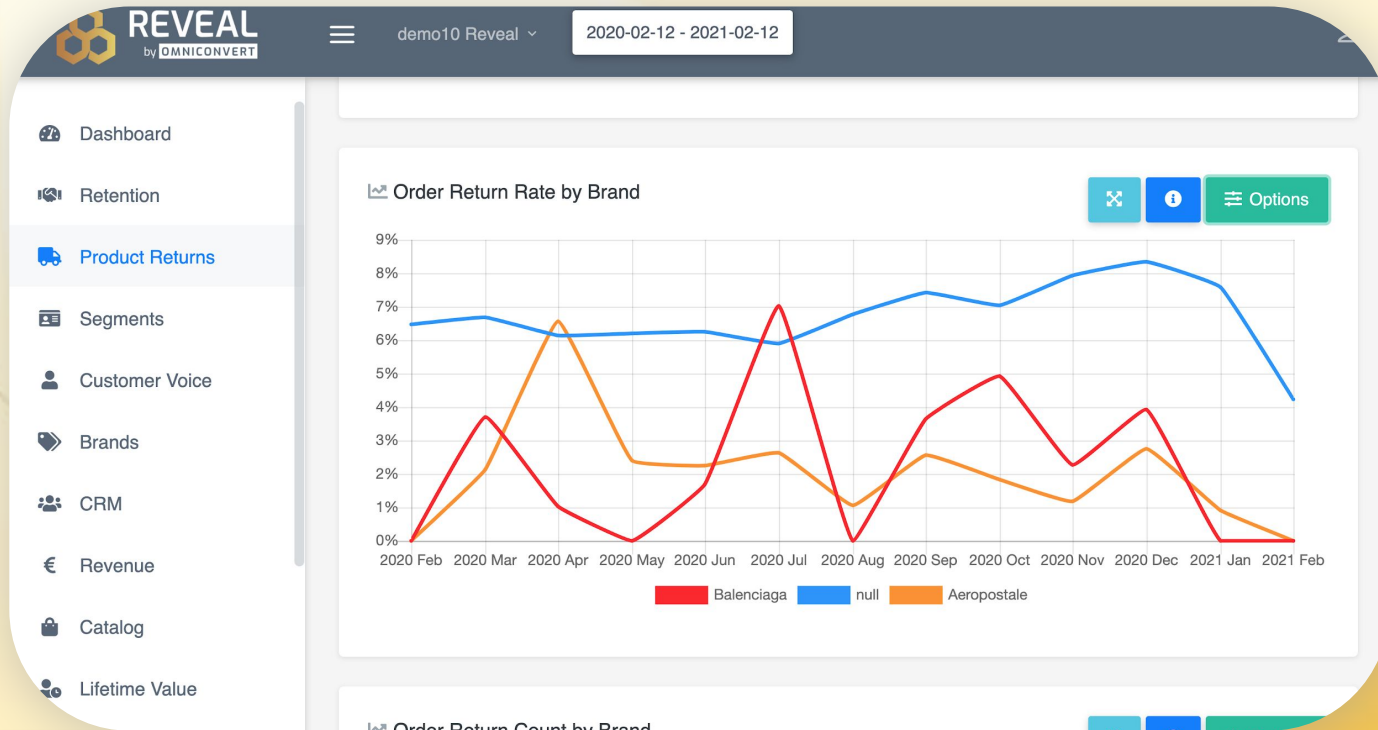 REVEAL
by OMNICONVERT
demo10 Reveal
2020-02-12 - 2021-02-12
Dashboard
Retention
Product Returns
Segments
Customer Voice
Brands
CRM
€ Revenue
Catalog
Lifetime Value
Order Return Rate by Brand
Options
9%
8%
7%
6%
5%
4%
3%
2%
1%
0%
2020 Feb 2020 Mar 2020 Apr 2020 May 2020 Jun 2020 Jul 2020 Aug 2020 Sep 2020 Oct 2020 Nov 2020 Dec 2021 Jan 2021 Feb
Balenciaga null Aeropostale
Order Return Count by Brand